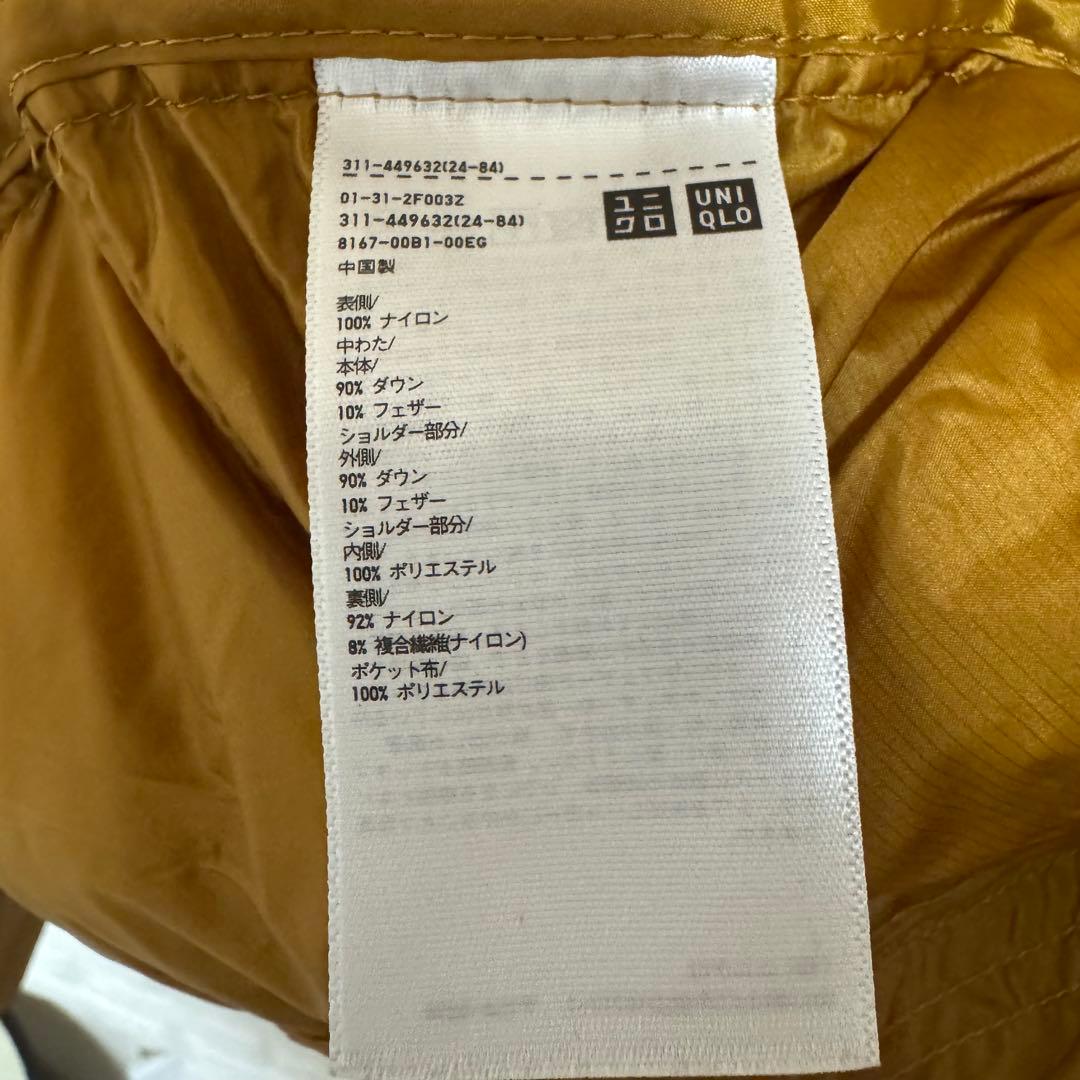 311-449632(24-84)
01-31-2F003Z
311-449632(24-84)
8167-00B1-00EG
中国製
ユニ
クロ
UNI
QLO
表側/
100% ナイロン
中わた/
本体/
90% ダウン
10% フェザー
ショルダー部分/
外側/
90% ダウン
10% フェザー
ショルダー部分/
内側/
100% ポリエステル
裏側/
92% ナイロン
8% 複合繊維(ナイロン)
ポケット布/
100% ポリエステル